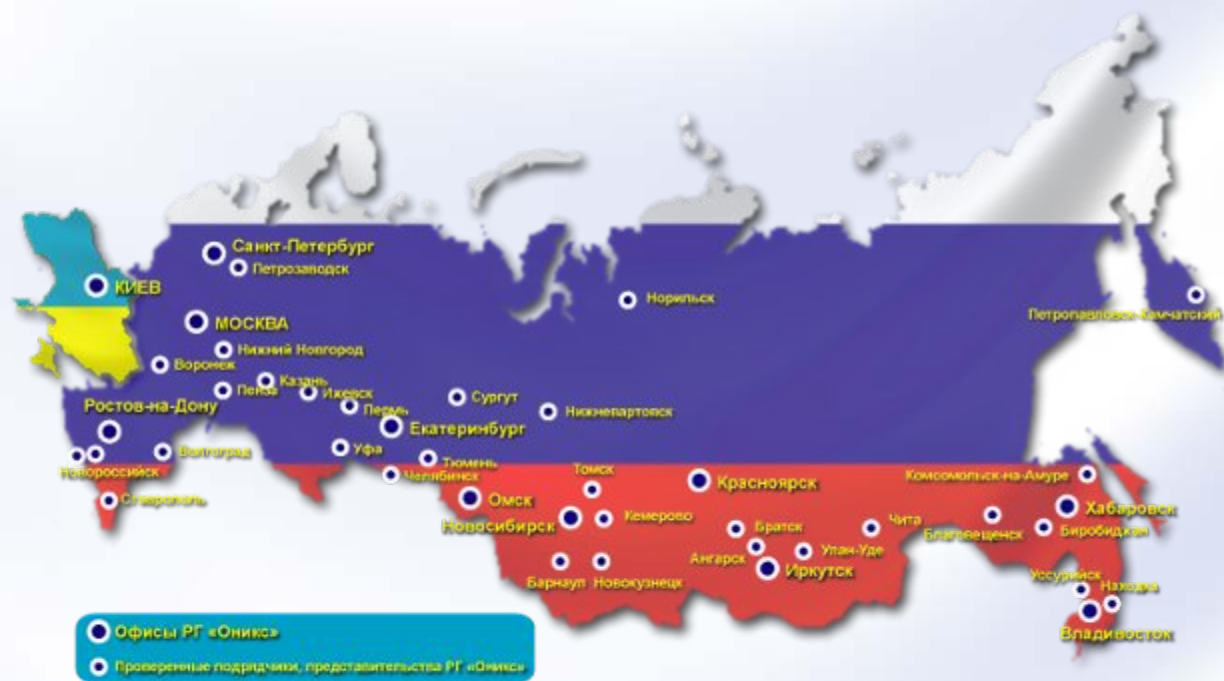 Санкт-Петербург
Петрозаводск
КИЕВ
Норильск
Петропавловск-Камчатский
МОСКВА
Нижний Новгород
Воронеж
Казань
Пенза
Ижевск
Сургут
Ростов-на-Дону
Пермь
Нижневартовск
Екатеринбург
Уфа
Волгоград
Тюмень
Новороссийск
Томск
Челябинск
Комсомольск-на-Амуре
Красноярск
Ставрополь
Омск
Хабаровск
Новосибирск
Кемерово
Братск
Чита
Благовещенск
Биробиджан
Ангарск
Улан-Уде
Иркутск
Барнаул
Новокузнецк
Уссурийск
Находка
Владивосток
Офисы РГ «Оникс»
Проверенные подрядчики, представительства РГ «Оникс»